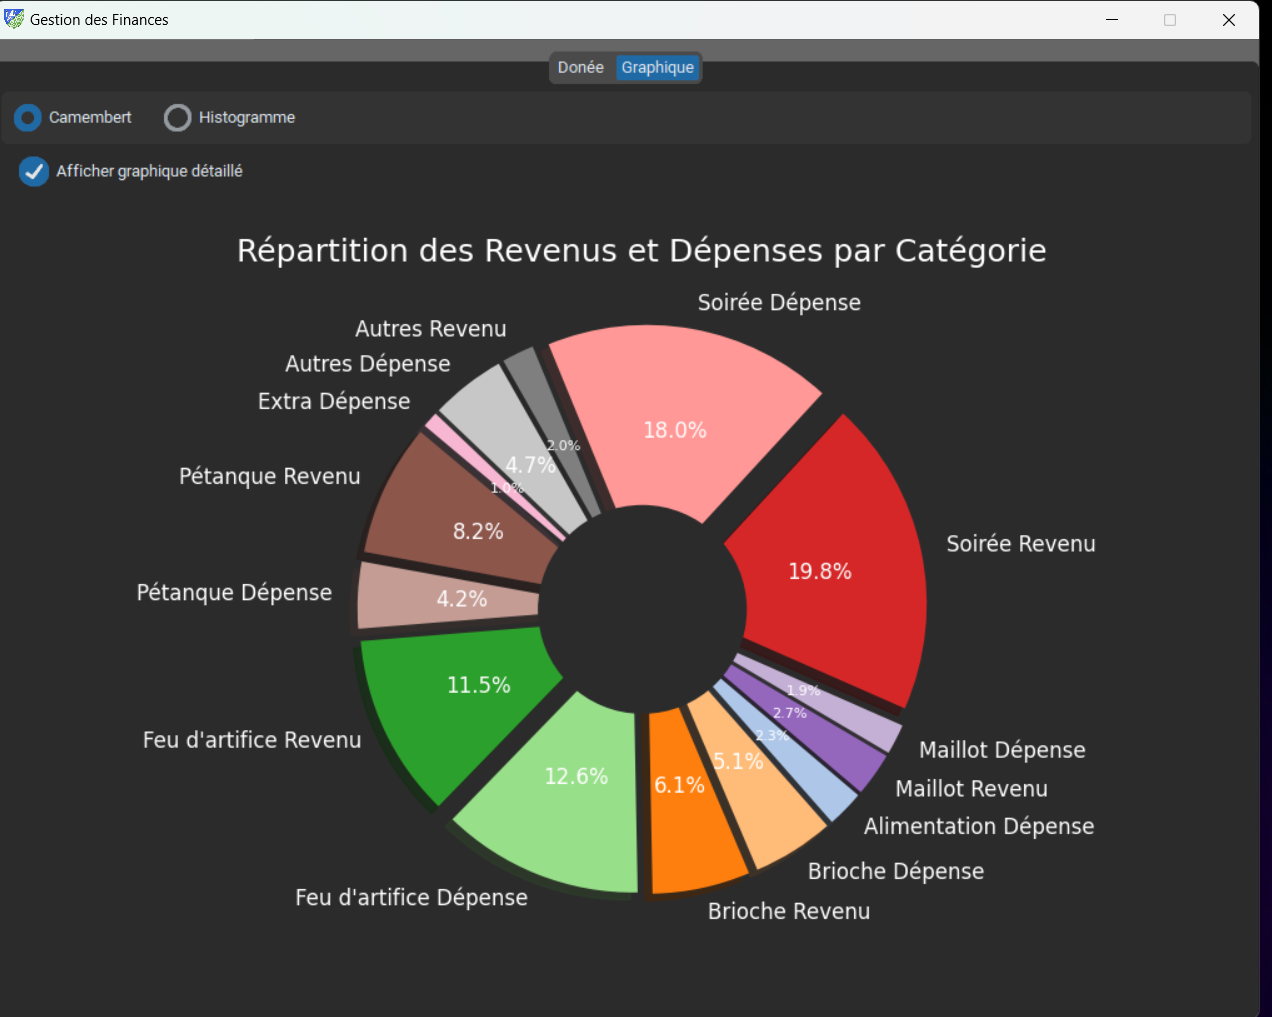 Gestion des Finances
Donée
Graphique
Camembert
Histogramme
Afficher graphique détaillé
Répartition des Revenus et Dépenses par Catégorie
Soirée Dépense
Autres Revenu
Autres Dépense
Extra Dépense
18.0%
2.0%
4.7%
1.0%
Pétanque Revenu
8.2%
Soirée Revenu
19.8%
Pétanque Dépense
4.2%
11.5%
1.9%
2.7%
2.3%
Feu d'artifice Revenu
Maillot Dépense
5.1%
12.6%
6.1%
Maillot Revenu
Alimentation Dépense
Brioche Dépense
Feu d'artifice Dépense
Brioche Revenu